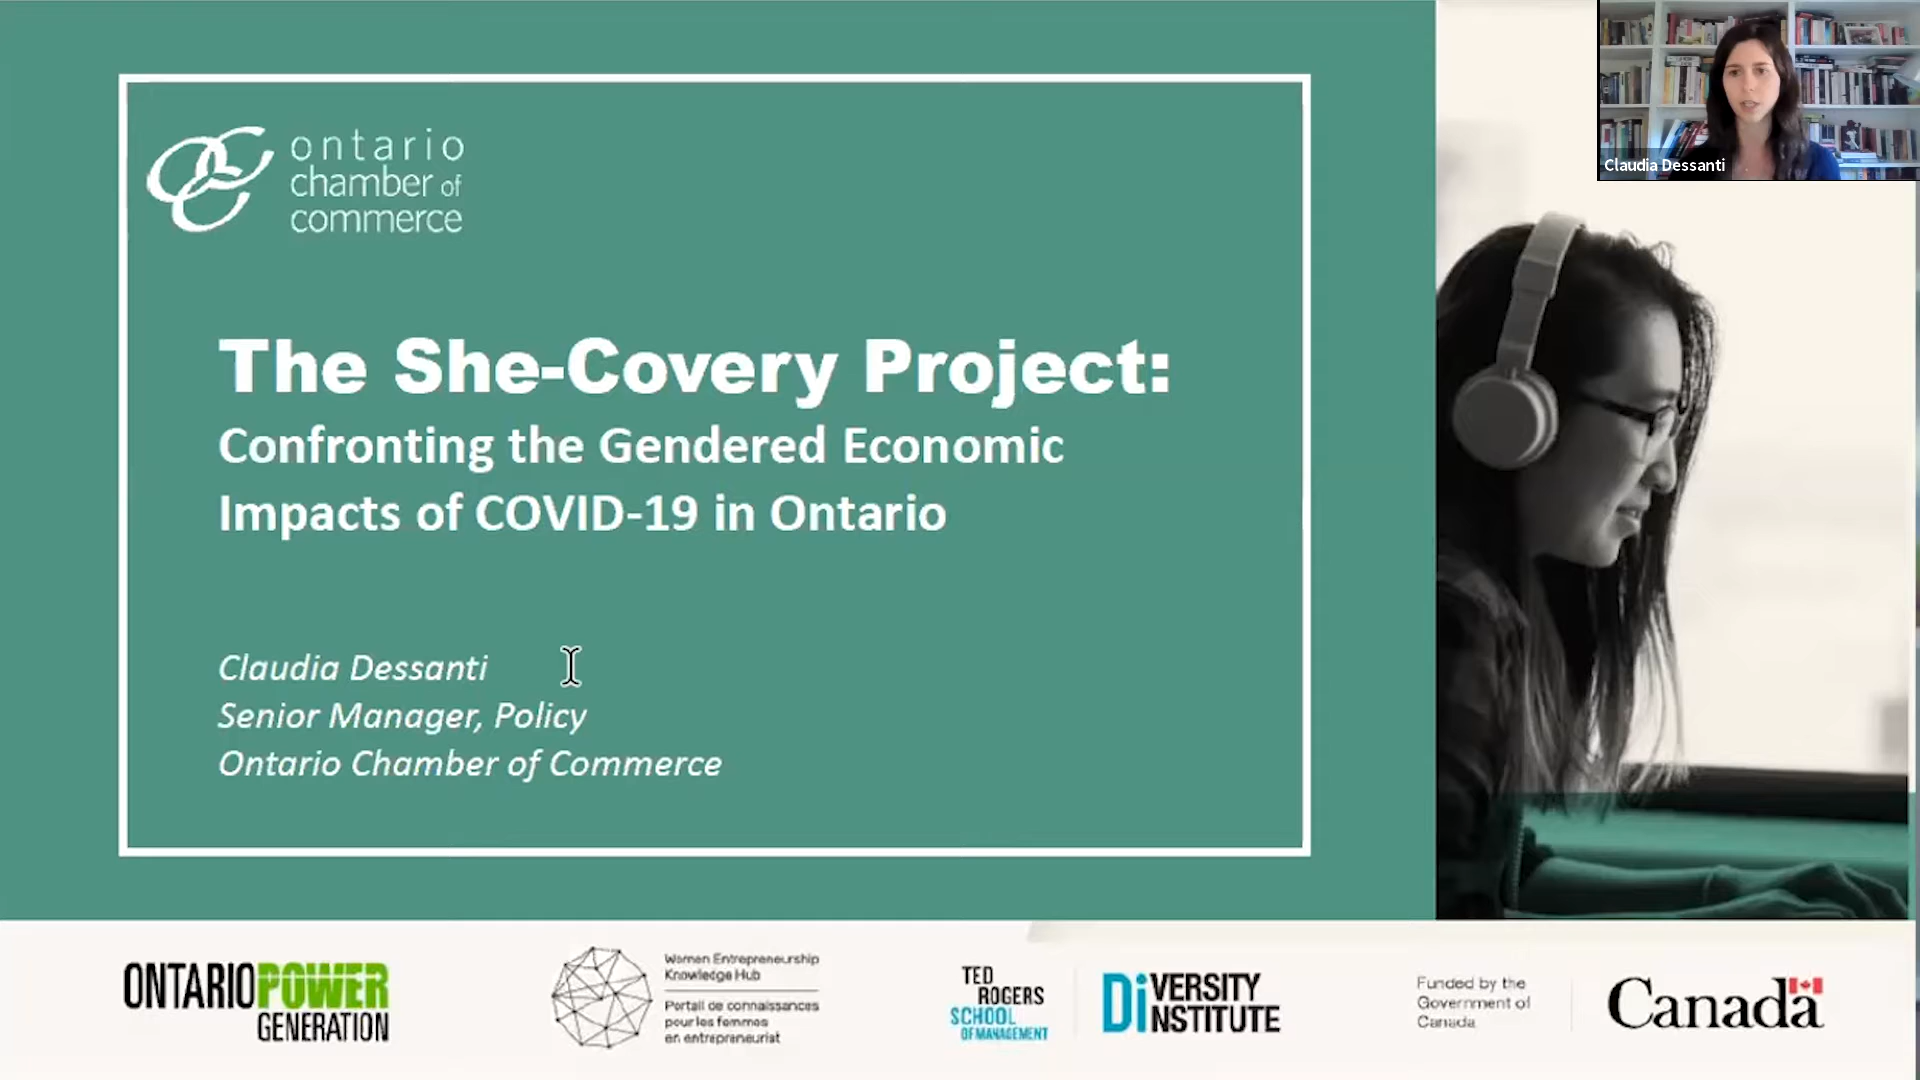 Claudia Dessanti
ontario
chamber of
commerce
The She-Covery Project:
Confronting the Gendered Economic
Impacts of COVID-19 in Ontario
Claudia Dessanti
Senior Manager, Policy
Ontario Chamber of Commerce
ONTARIOPOWER
GENERATION
Women Entrepreneurship
Knowledge Hub
Portail de connaissances
pour les femmes
en entrepreneuriat
TED
ROGERS
SCHOOL
OF MANAGEMENT
DiVERSITY
iNSTITUTE
Funded by the
Government of
Canada
Canada